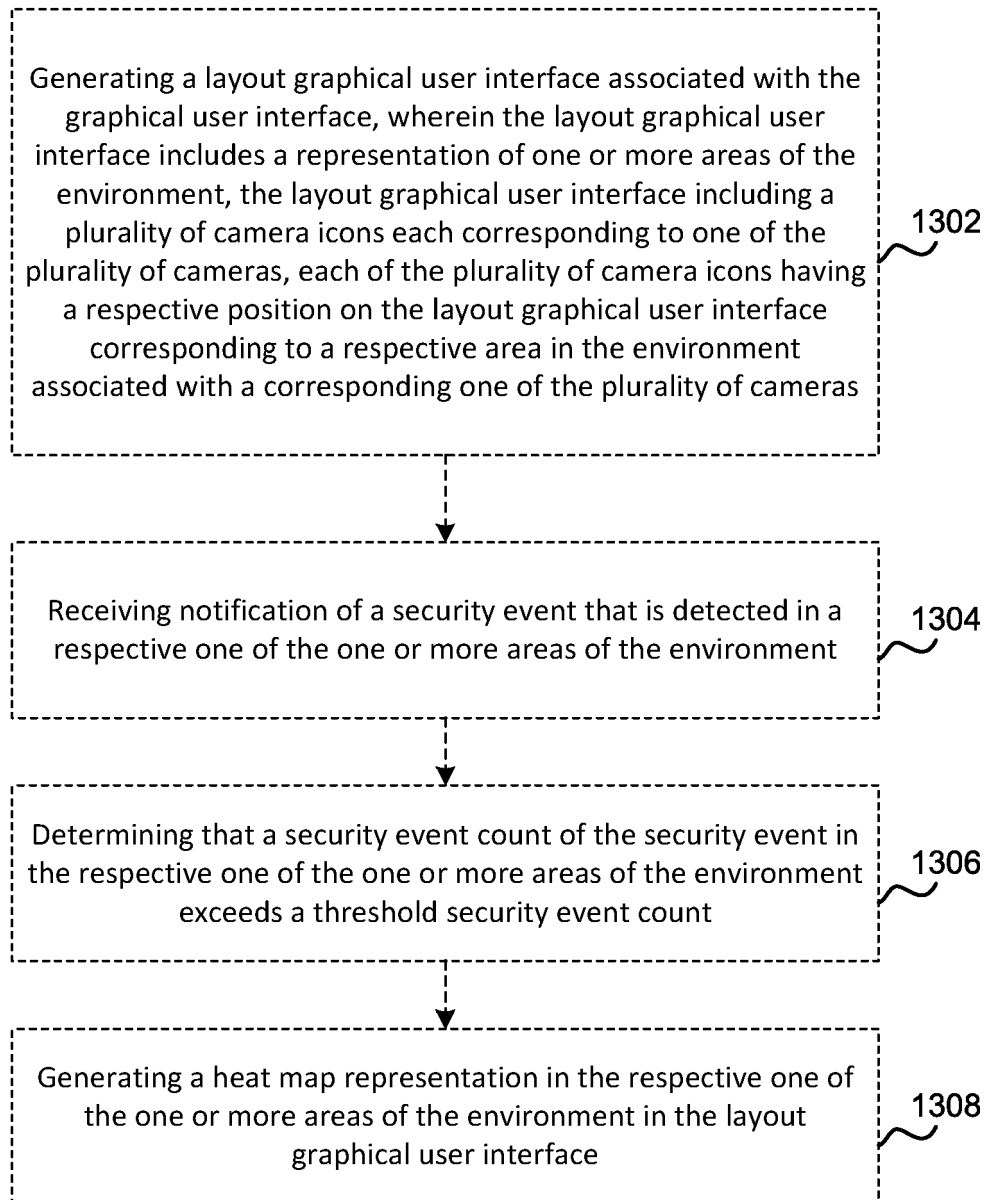 Generating a layout graphical user interface associated with the
graphical user interface, wherein the layout graphical user
interface includes a representation of one or more areas of the
environment, the layout graphical user interface including a
plurality of camera icons each corresponding to one of the
plurality of cameras, each of the plurality of camera icons having
a respective position on the layout graphical user interface
corresponding to a respective area in the environment
associated with a corresponding one of the plurality of cameras
1302
Receiving notification of a security event that is detected in a
respective one of the one or more areas of the environment
1304
Determining that a security event count of the security event in
the respective one of the one or more areas of the environment
exceeds a threshold security event count
1306
Generating a heat map representation in the respective one of
the one or more areas of the environment in the layout
graphical user interface
1308